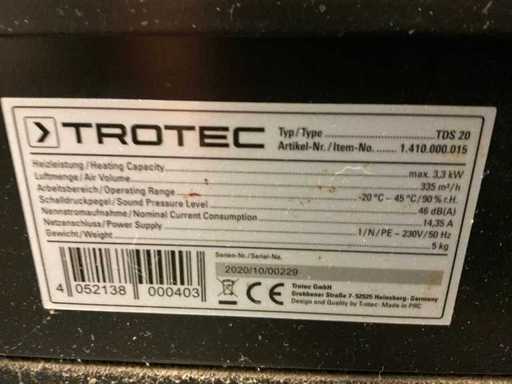 TROTEC
Typ/Type ............ TDS 20
Artikel-Nr. / Item-No. ...... 1.410.000.015
Heizleistung / Heating Capacity max. 3,3 kW
Luftmenge / Air Volume 335 m³/h
Arbeitsbereich / Operating Range -20°C – 45°C / 90% r.H.
Schalldruckpegel / Sound Pressure Level 46 dB(A)
Nennstromaufnahme / Nominal Current Consumption 14,35 A
Netzanschluss / Power Supply 1/N/PE~ 230V/50 Hz
Gewicht / Weight 5 kg
Serien-Nr. / Serial-No.
2020/10/00229
4 052138 000403
CE
Trotec GmbH
Grebbener Straße 7 · 52525 Heinsberg · Germany
Design and Quality by Trotec · Made in PRC